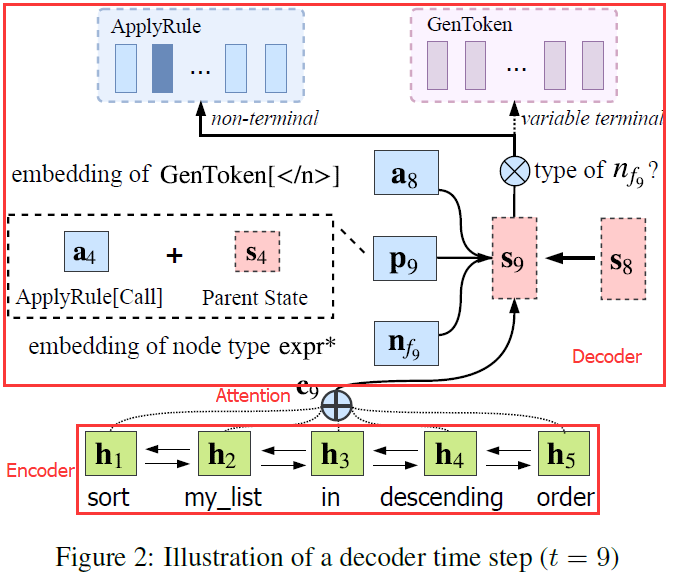 ApplyRule
GenToken
...
...
non-terminal
variable terminal
embedding of GenToken[</n>]
a8
type of nf9?
a4
+
s4
p9
s9
s8
ApplyRule[Call]
Parent State
embedding of node type expr*
nf9
Decoder
Attention
c9
Encoder
h1
h2
h3
h4
h5
sort
my_list
in
descending
order
Figure 2: Illustration of a decoder time step (t = 9)